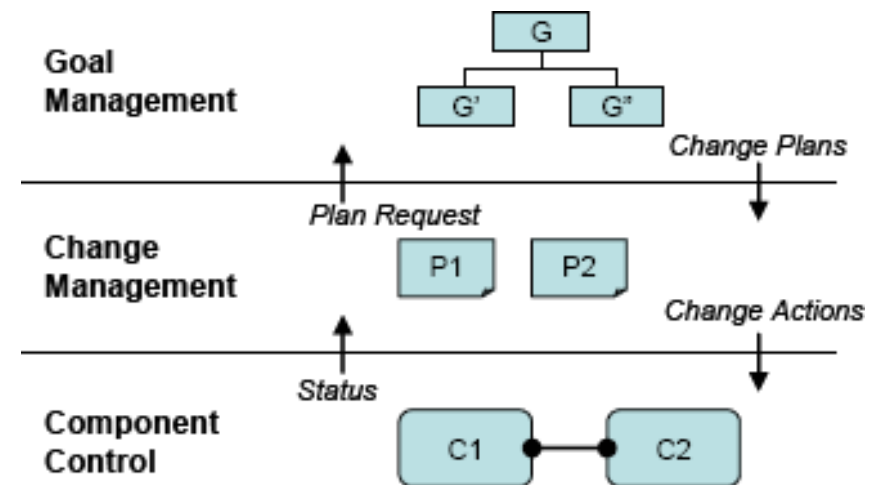 G
Goal
Management
G’ G”
Change Plans
Plan Request
Change
Management
P1 P2
Change Actions
Status
Component
Control
C1 C2